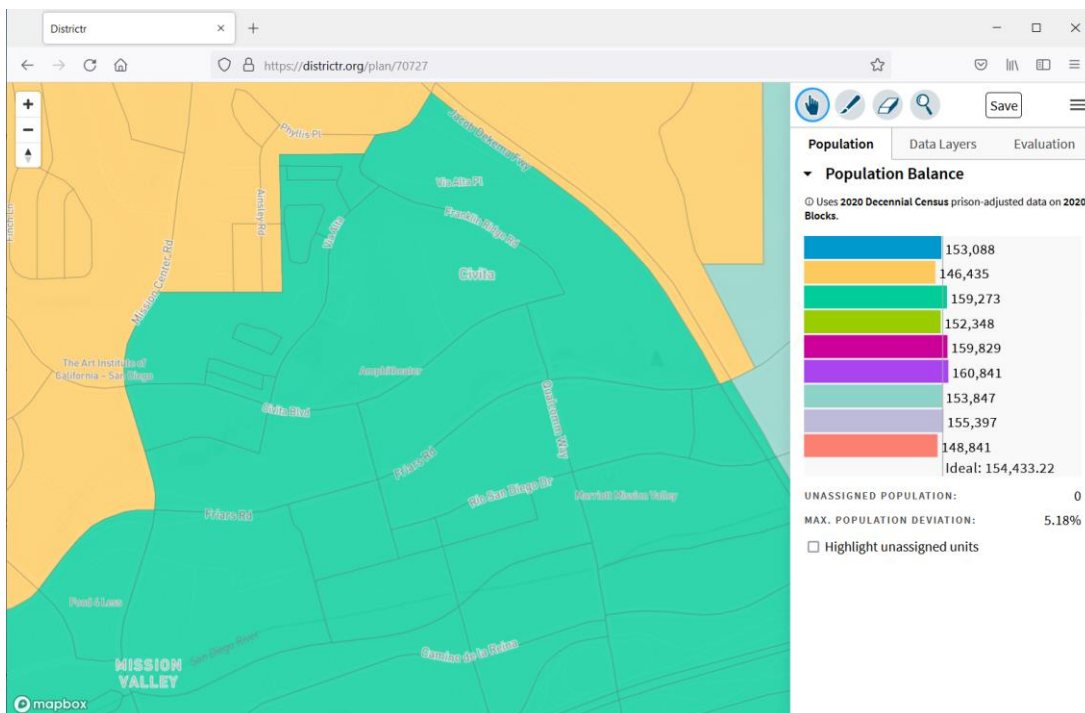 Districtr
https://districtr.org/plan/70727
Save
Population
Data Layers
Evaluation
Population Balance
Uses 2020 Decennial Census prison-adjusted data on 2020
Blocks.
153,088
146,435
159,273
152,348
159,829
160,841
153,847
155,397
148,841
Ideal: 154,433.22
UNASSIGNED POPULATION: 0
MAX. POPULATION DEVIATION: 5.18%
Highlight unassigned units
Phyllis Pl
Jacob Dekema Fwy
Finch Ln
Ainsley Rd
Via Alta Pl
Franklin Ridge Rd
Via Alta
Mission Center Rd
Civita
The Art Institute of
California – San Diego
Amphitheater
Civita Blvd
Qualcomm Way
Friars Rd
Rio San Diego Dr
Marriott Mission Valley
Friars Rd
Food 4 Less
San Diego River
Camino de la Reina
MISSION
VALLEY
mapbox